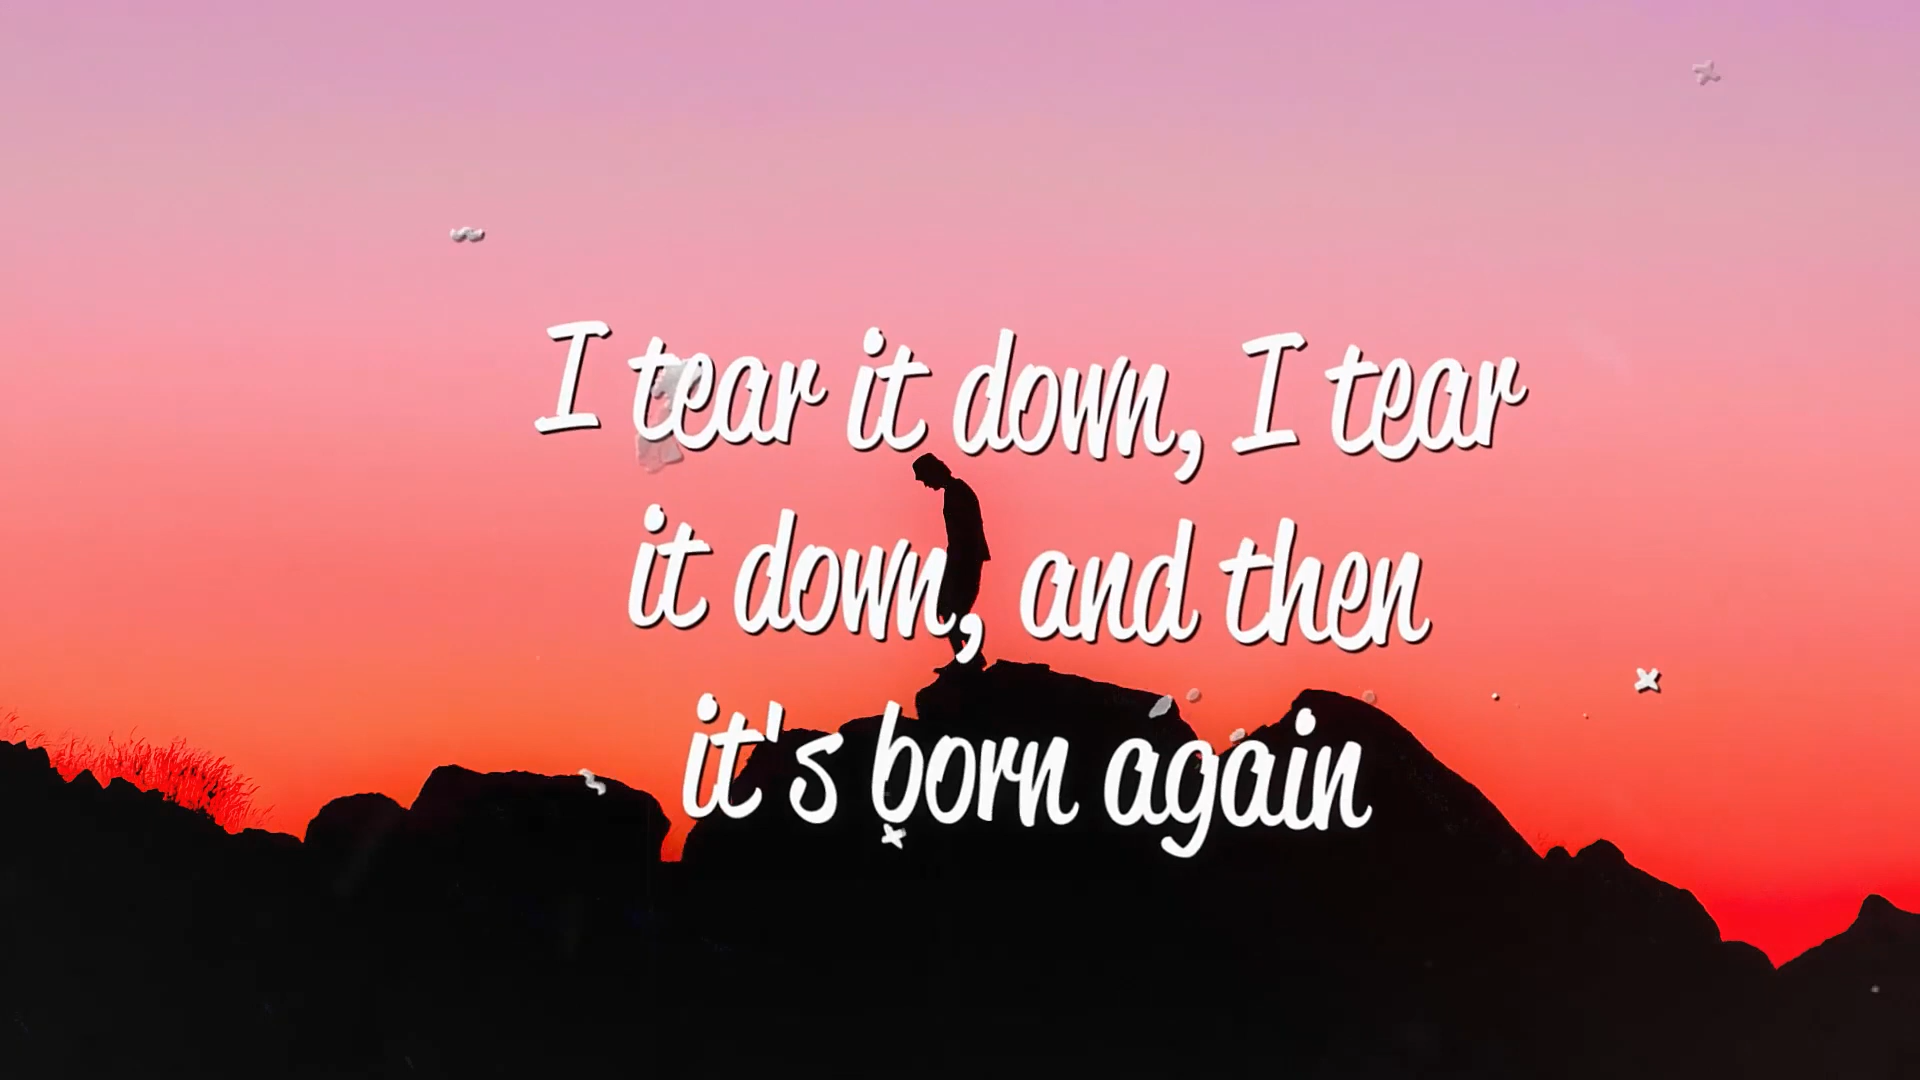 I tear it down, I tear
it down, and then
it's born again